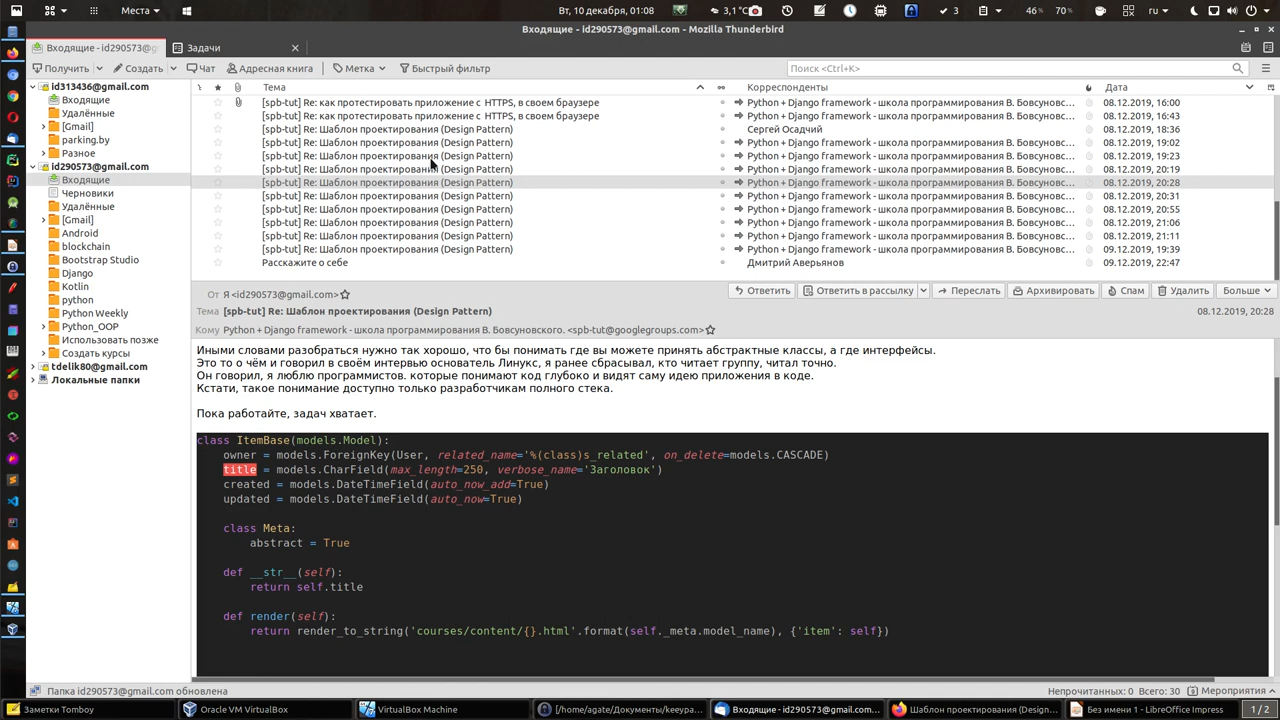 Места
Вт, 10 декабря, 01:08
3,1 °C
3
46%
70%
ru
Входящие - id290573@gmail.com - Mozilla Thunderbird
Входящие - id290573@g
Задачи
Получить
Создать
Чат
Адресная книга
Метка
Быстрый фильтр
Поиск <Ctrl+K>
id313436@gmail.com
Входящие
Удалённые
[Gmail]
parking.by
Разное
id290573@gmail.com
Входящие
Черновики
Удалённые
[Gmail]
Android
blockchain
Bootstrap Studio
Django
Kotlin
python
Python Weekly
Python_OOP
Использовать позже
Создать курсы
tdelik80@gmail.com
Локальные папки
Тема Корреспонденты Дата
[spb-tut] Re: как протестировать приложение с HTTPS, в своем браузере Python + Django framework - школа программирования В. Бовсуновс... 08.12.2019, 16:00
[spb-tut] Re: как протестировать приложение с HTTPS, в своем браузере Python + Django framework - школа программирования В. Бовсуновс... 08.12.2019, 16:43
[spb-tut] Re: Шаблон проектирования (Design Pattern) Сергей Осадчий 08.12.2019, 18:36
[spb-tut] Re: Шаблон проектирования (Design Pattern) Python + Django framework - школа программирования В. Бовсуновс... 08.12.2019, 19:02
[spb-tut] Re: Шаблон проектирования (Design Pattern) Python + Django framework - школа программирования В. Бовсуновс... 08.12.2019, 19:23
[spb-tut] Re: Шаблон проектирования (Design Pattern) Python + Django framework - школа программирования В. Бовсуновс... 08.12.2019, 20:19
[spb-tut] Re: Шаблон проектирования (Design Pattern) Python + Django framework - школа программирования В. Бовсуновс... 08.12.2019, 20:28
[spb-tut] Re: Шаблон проектирования (Design Pattern) Python + Django framework - школа программирования В. Бовсуновс... 08.12.2019, 20:31
[spb-tut] Re: Шаблон проектирования (Design Pattern) Python + Django framework - школа программирования В. Бовсуновс... 08.12.2019, 20:55
[spb-tut] Re: Шаблон проектирования (Design Pattern) Python + Django framework - школа программирования В. Бовсуновс... 08.12.2019, 21:06
[spb-tut] Re: Шаблон проектирования (Design Pattern) Python + Django framework - школа программирования В. Бовсуновс... 08.12.2019, 21:11
[spb-tut] Re: Шаблон проектирования (Design Pattern) Python + Django framework - школа программирования В. Бовсуновс... 09.12.2019, 19:39
Расскажите о себе Дмитрий Аверьянов 09.12.2019, 22:47
От Я <id290573@gmail.com>
Ответить
Ответить в рассылку
Переслать
Архивировать
Спам
Удалить
Больше
Тема [spb-tut] Re: Шаблон проектирования (Design Pattern) 08.12.2019, 20:28
Кому Python + Django framework - школа программирования В. Бовсуновского. <spb-tut@googlegroups.com>
Иными словами разобраться нужно так хорошо, что бы понимать где вы можете принять абстрактные классы, а где интерфейсы.
Это то о чём и говорил в своём интервью основатель Линукс, я ранее сбрасывал, кто читает группу, читал точно.
Он говорил, я люблю программистов. которые понимают код глубоко и видят саму идею приложения в коде.
Кстати, такое понимание доступно только разработчикам полного стека.
Пока работайте, задач хватает.
class ItemBase(models.Model):
owner = models.ForeignKey(User, related_name='%(class)s_related', on_delete=models.CASCADE)
title = models.CharField(max_length=250, verbose_name='Заголовок')
created = models.DateTimeField(auto_now_add=True)
updated = models.DateTimeField(auto_now=True)
class Meta:
abstract = True
def __str__(self):
return self.title
def render(self):
return render_to_string('courses/content/{}.html'.format(self._meta.model_name), {'item': self})
Папка id290573@gmail.com обновлена
Непрочитанных: 0 Всего: 30
Мероприятия
Заметки Tomboy
Oracle VM VirtualBox
VirtualBox Machine
[/home/agate/Документы/keeypa...
Входящие - id290573@gmail.com...
Шаблон проектирования (Design...
Без имени 1 - LibreOffice Impress
1 / 2